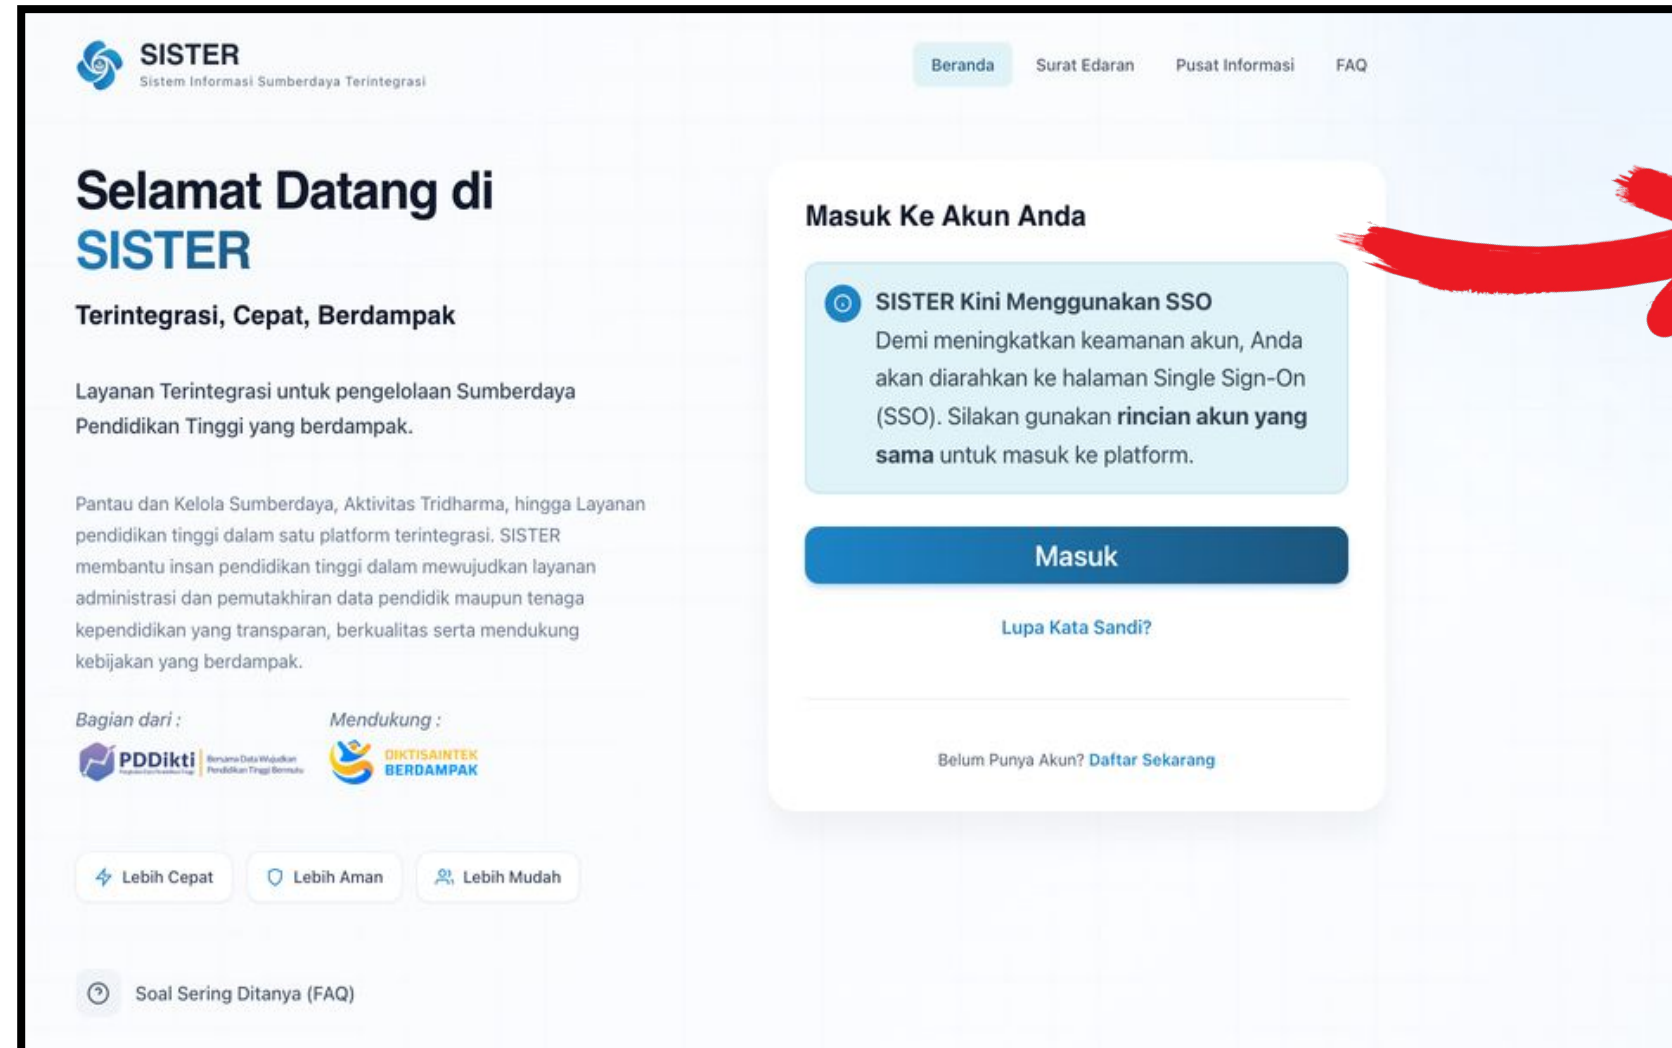 SISTER
Sistem Informasi Sumberdaya Terintegrasi
Beranda
Surat Edaran
Pusat Informasi
FAQ
Selamat Datang di
SISTER
Terintegrasi, Cepat, Berdampak
Layanan Terintegrasi untuk pengelolaan Sumberdaya
Pendidikan Tinggi yang berdampak.
Pantau dan Kelola Sumberdaya, Aktivitas Tridharma, hingga Layanan
pendidikan tinggi dalam satu platform terintegrasi. SISTER
membantu insan pendidikan tinggi dalam mewujudkan layanan
administrasi dan pemutakhiran data pendidik maupun tenaga
kependidikan yang transparan, berkualitas serta mendukung
kebijakan yang berdampak.
Bagian dari :
PDDikti
Bersama Data Wujudkan
Pendidikan Tinggi Bermutu
Mendukung :
DIKTISAINTEK
BERDAMPAK
Lebih Cepat
Lebih Aman
Lebih Mudah
Soal Sering Ditanya (FAQ)
Masuk Ke Akun Anda
SISTER Kini Menggunakan SSO
Demi meningkatkan keamanan akun, Anda
akan diarahkan ke halaman Single Sign-On
(SSO). Silakan gunakan rincian akun yang
sama untuk masuk ke platform.
Masuk
Lupa Kata Sandi?
Belum Punya Akun? Daftar Sekarang